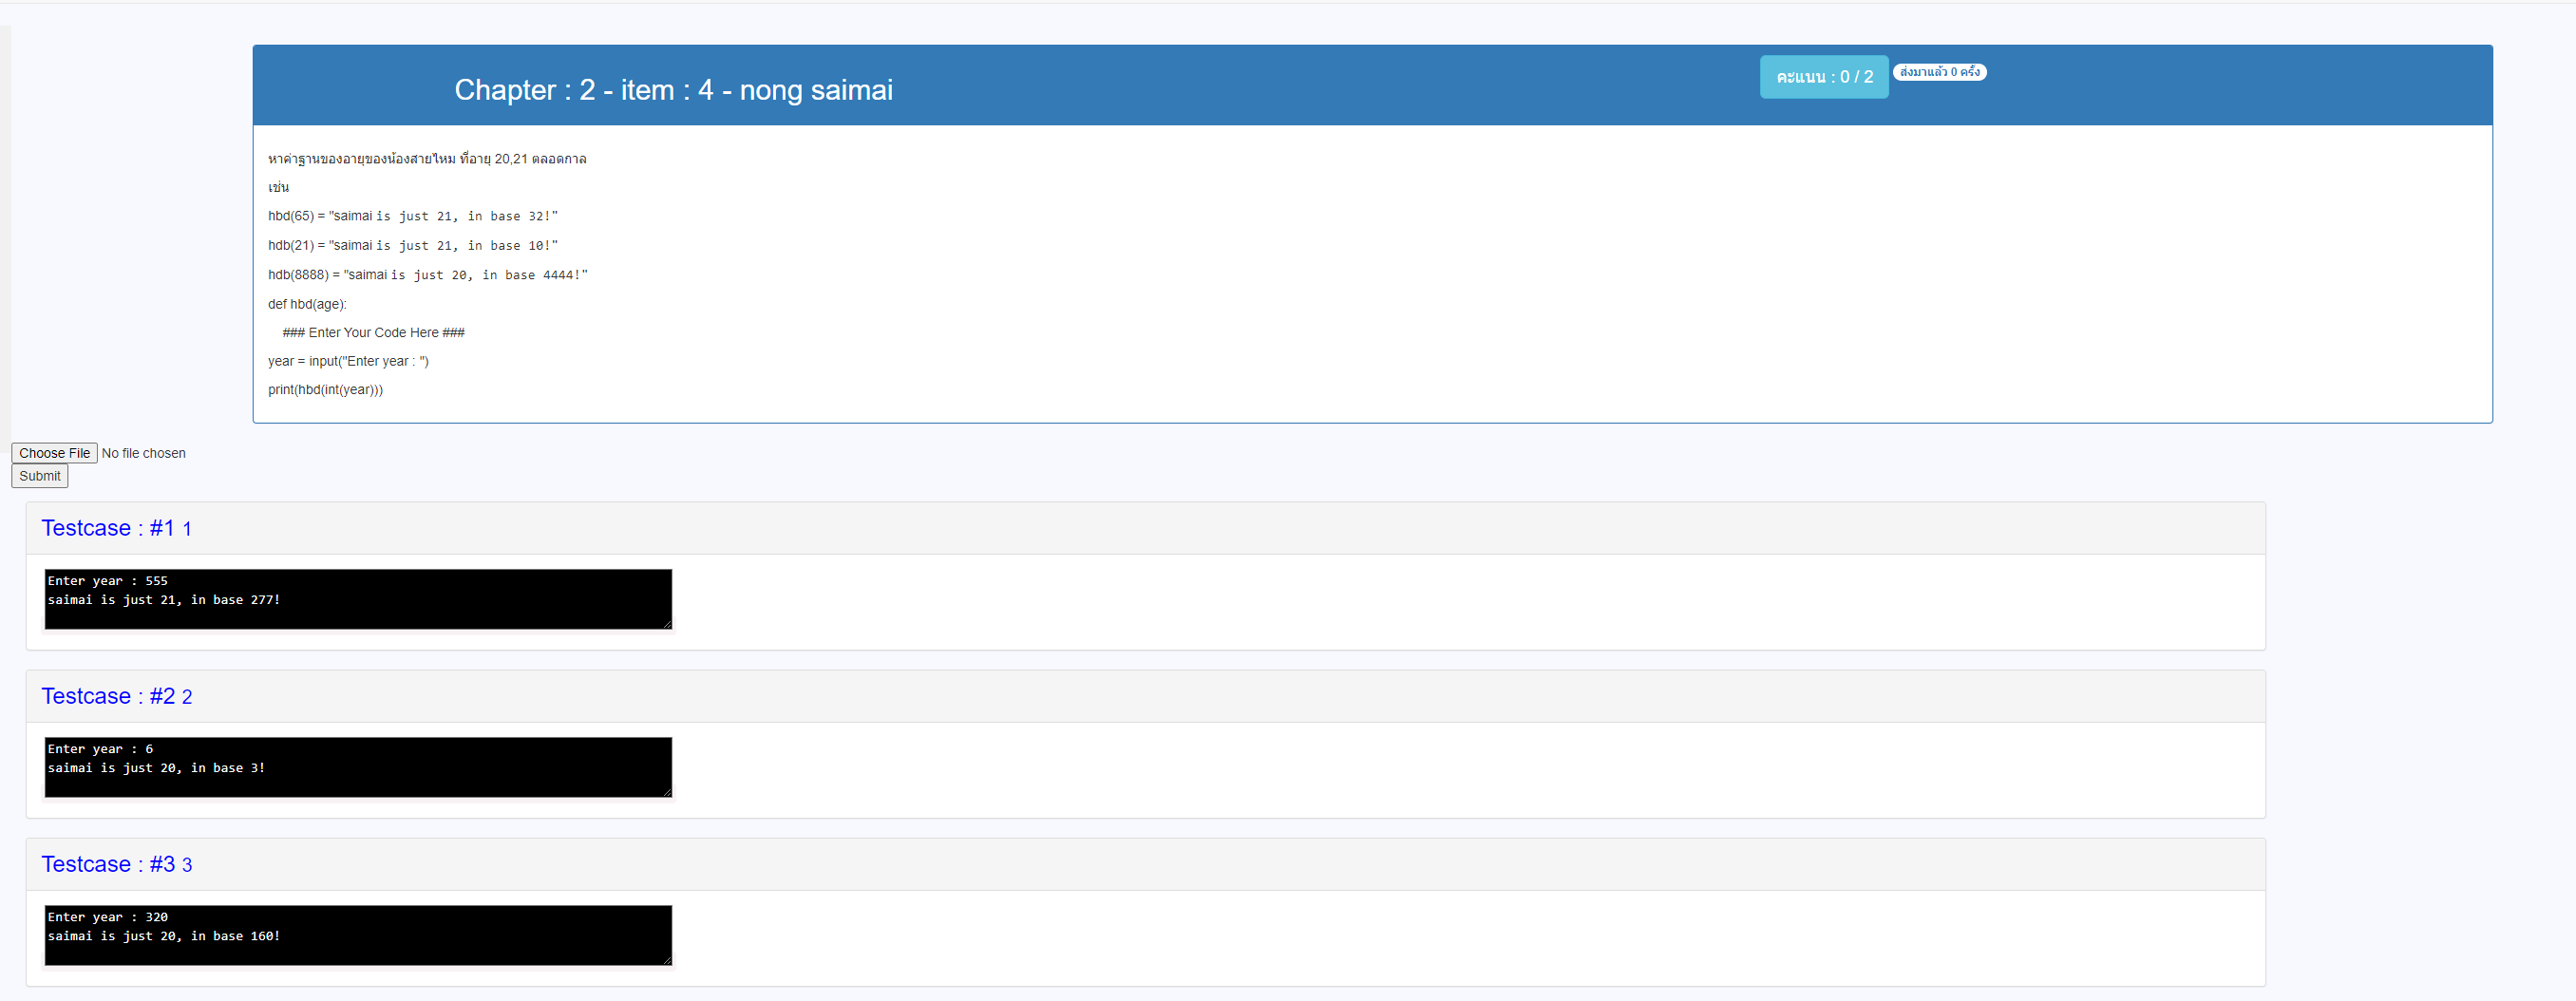 Chapter : 2 - item : 4 - nong saimai
คะแนน : 0 / 2 ส่งมาแล้ว 0 ครั้ง
หาค่าฐานของอายุของน้องสายไหม ที่อายุ 20,21 ตลอดกาล
เช่น
hbd(65) = "saimai is just 21, in base 32!"
hdb(21) = "saimai is just 21, in base 10!"
hdb(8888) = "saimai is just 20, in base 4444!"
def hbd(age):
### Enter Your Code Here ###
year = input("Enter year : ")
print(hbd(int(year)))
Choose File No file chosen
Submit
Testcase : #1 1
Enter year : 555
saimai is just 21, in base 277!
Testcase : #2 2
Enter year : 6
saimai is just 20, in base 3!
Testcase : #3 3
Enter year : 320
saimai is just 20, in base 160!